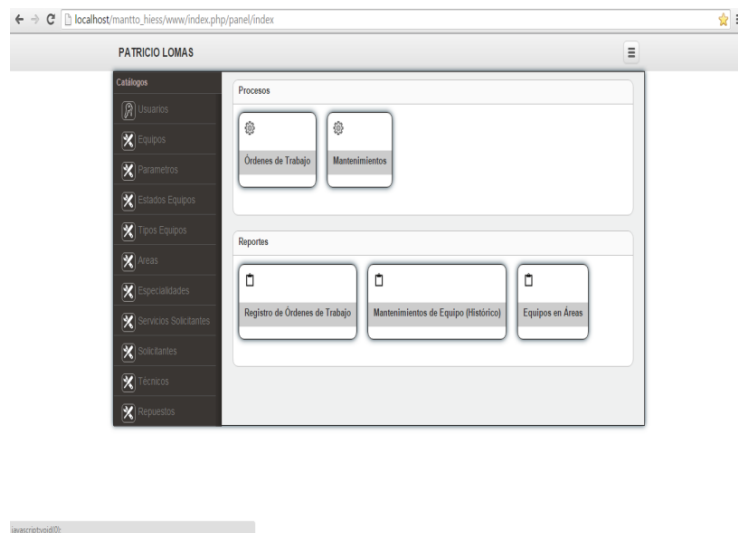 localhost/mantto_hiess/www/index.php/panel/index
PATRICIO LOMAS
Catálogos
Usuarios
Equipos
Parametros
Estados Equipos
Tipos Equipos
Areas
Especialidades
Servicios Solicitantes
Solicitantes
Técnicos
Repuestos
Procesos
Órdenes de Trabajo
Mantenimientos
Reportes
Registro de Órdenes de Trabajo
Mantenimientos de Equipo (Histórico)
Equipos en Áreas
javascript:void(0)